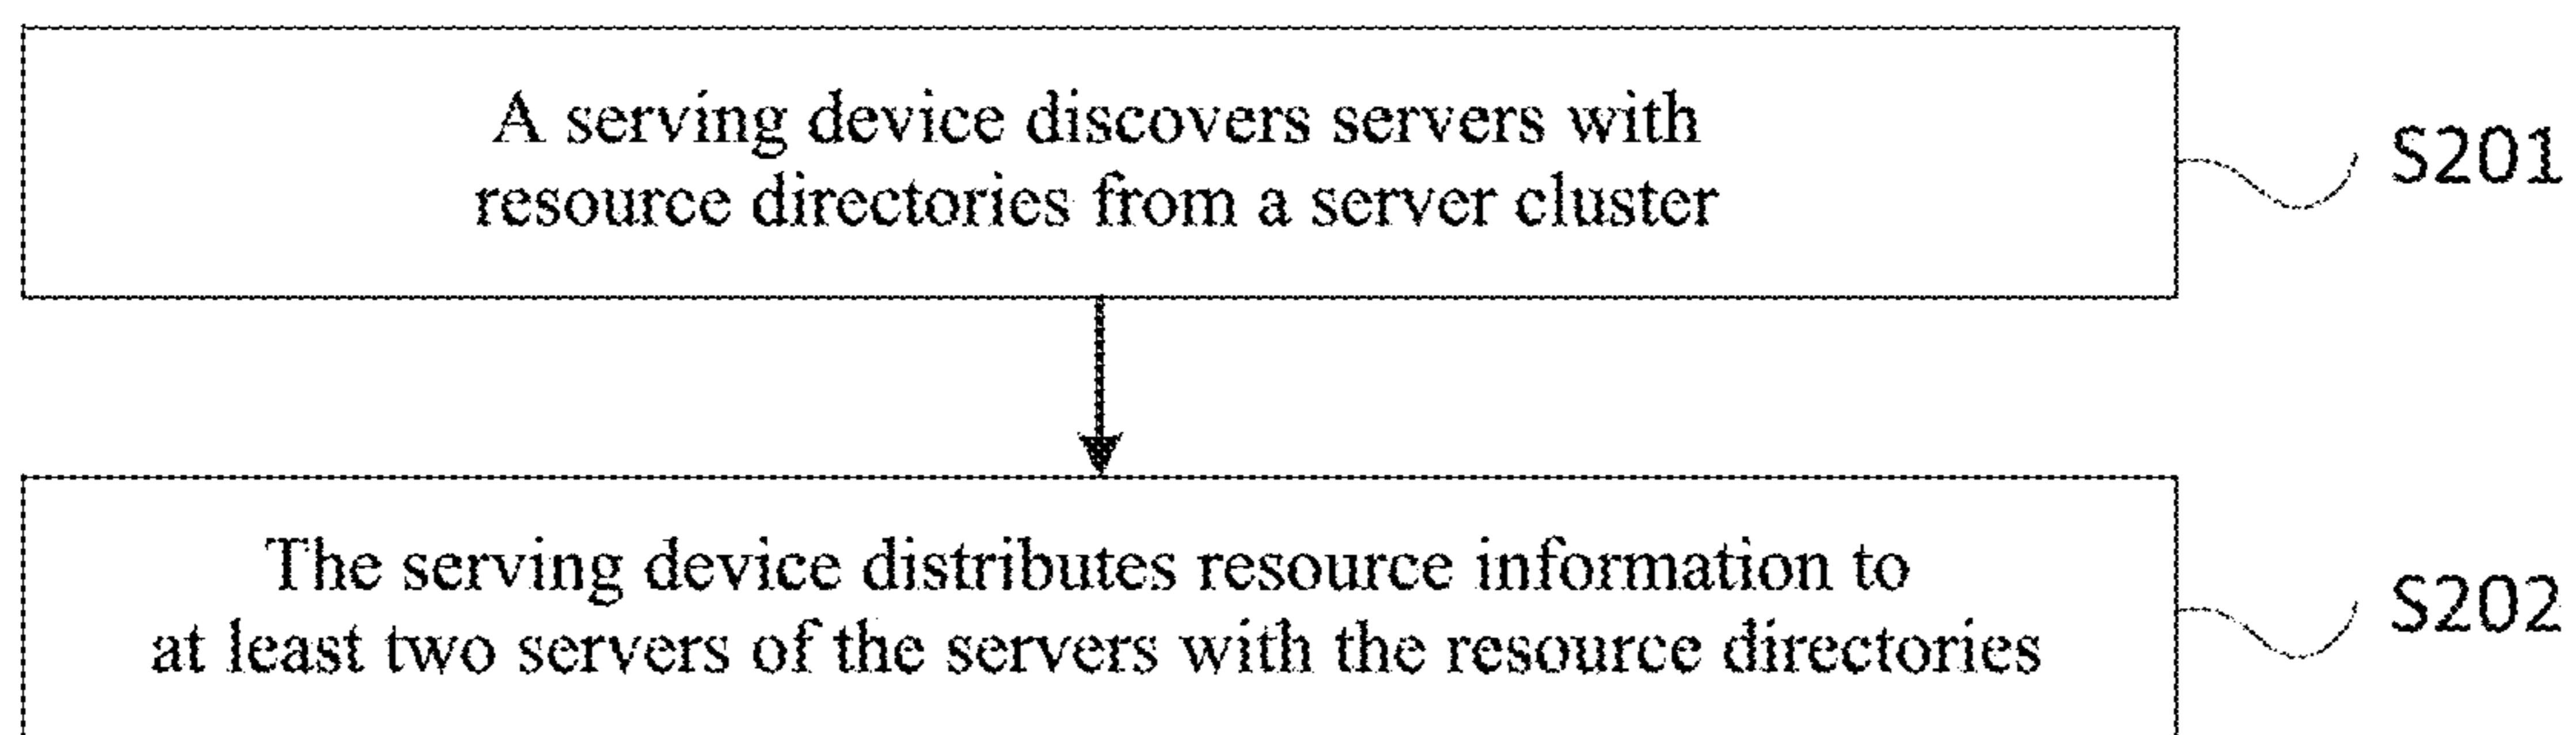 A serving device discovers servers with
resource directories from a server cluster
S201
The serving device distributes resource information to
at least two servers of the servers with the resource directories
S202